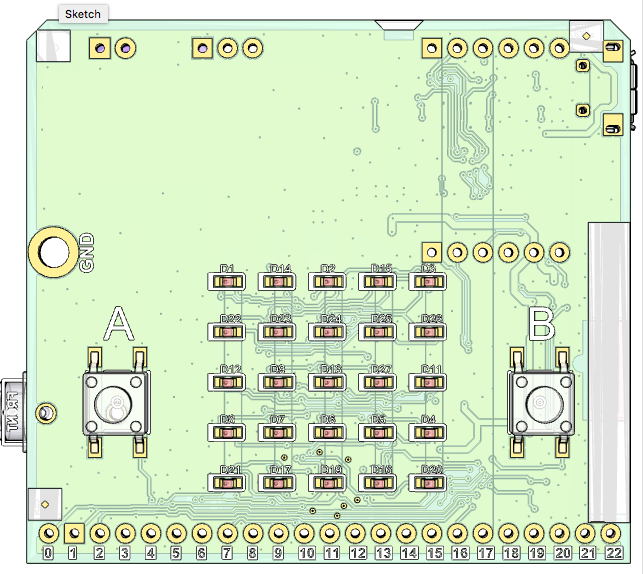 Sketch
GND
D1 D14 D2 D15 D3
A
B
D22 D23 D24 D25 D26
D12 D9 D13 D27 D11
D7 D6 D5 D4
D21 D17 D19 D16 D20
0 1 2 3 4 5 6 7 8 9 10 11 12 13 14 15 16 17 18 19 20 21 22